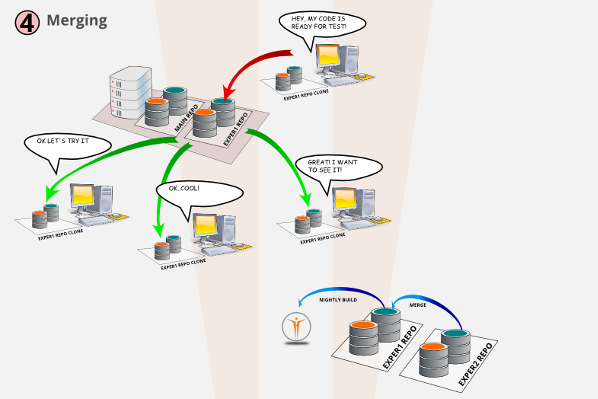 4 Merging
HEY, MY CODE IS
READY FOR TEST!
EXPER1 REPO CLONE
MAIN REPO
EXPER1 REPO
OK LET'S TRY IT
EXPER1 REPO CLONE
OK,COOL!
EXPER1 REPO CLONE
GREAT! I WANT
TO SEE IT!
EXPER1 REPO CLONE
NIGHTLY BUILD
MERGE
EXPER1 REPO
EXPER2 REPO